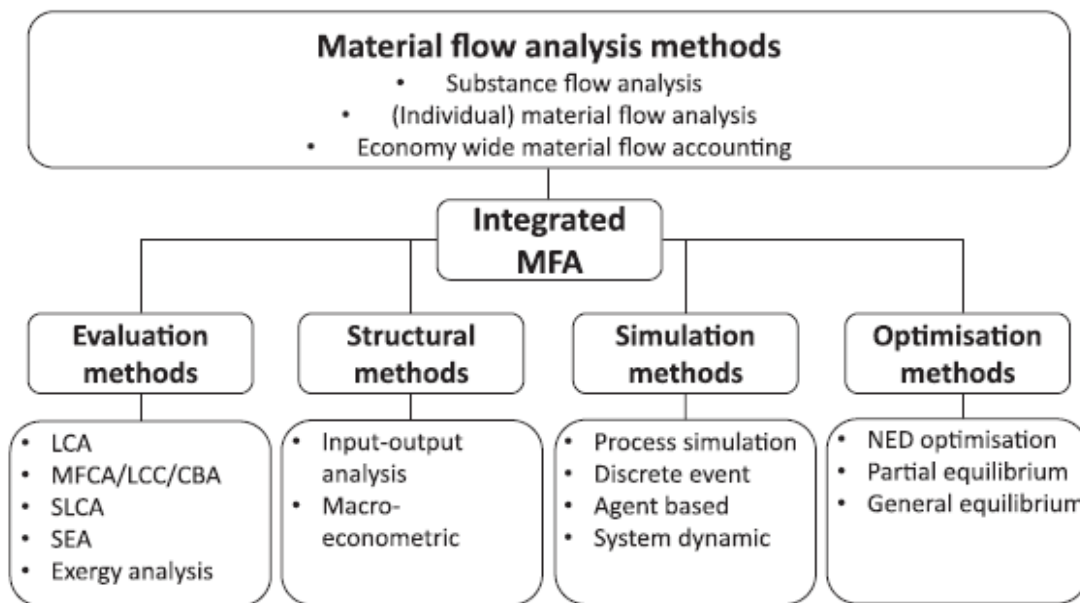 Material flow analysis methods
• Substance flow analysis
• (Individual) material flow analysis
• Economy wide material flow accounting
Integrated
MFA
Evaluation
methods
• LCA
• MFCA/LCC/CBA
• SLCA
• SEA
• Exergy analysis
Structural
methods
• Input-output
analysis
• Macro-
econometric
Simulation
methods
• Process simulation
• Discrete event
• Agent based
• System dynamic
Optimisation
methods
• NED optimisation
• Partial equilibrium
• General equilibrium